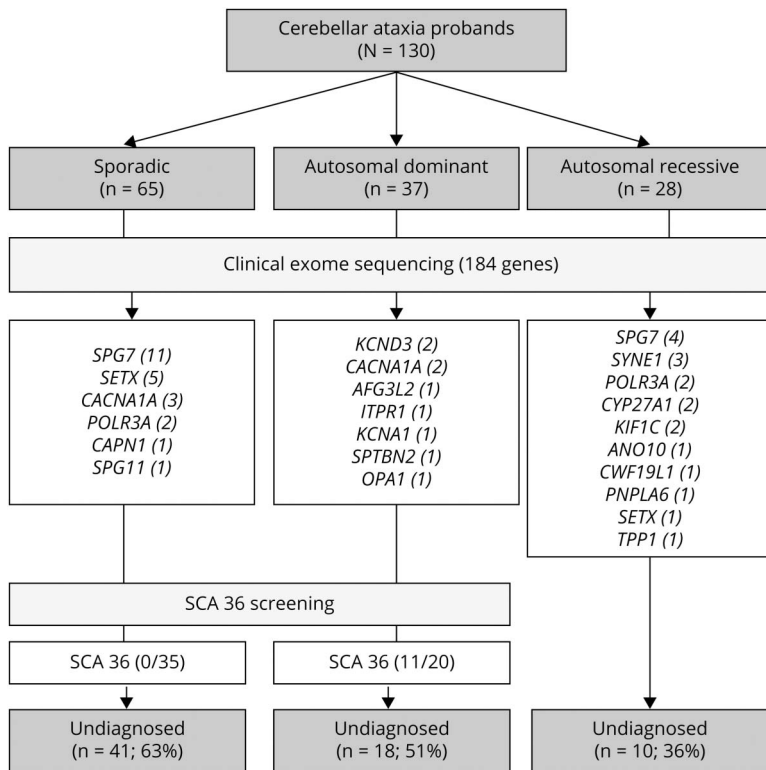 Cerebellar ataxia probands
(N = 130)
Sporadic
(n = 65)
Autosomal dominant
(n = 37)
Autosomal recessive
(n = 28)
Clinical exome sequencing (184 genes)
SPG7 (11)
SETX (5)
CACNA1A (3)
POLR3A (2)
CAPN1 (1)
SPG11 (1)
KCND3 (2)
CACNA1A (2)
AFG3L2 (1)
ITPR1 (1)
KCNA1 (1)
SPTBN2 (1)
OPA1 (1)
SPG7 (4)
SYNE1 (3)
POLR3A (2)
CYP27A1 (2)
KIF1C (2)
ANO10 (1)
CWF19L1 (1)
PNPLA6 (1)
SETX (1)
TPP1 (1)
SCA 36 screening
SCA 36 (0/35)
SCA 36 (11/20)
Undiagnosed
(n = 41; 63%)
Undiagnosed
(n = 18; 51%)
Undiagnosed
(n = 10; 36%)